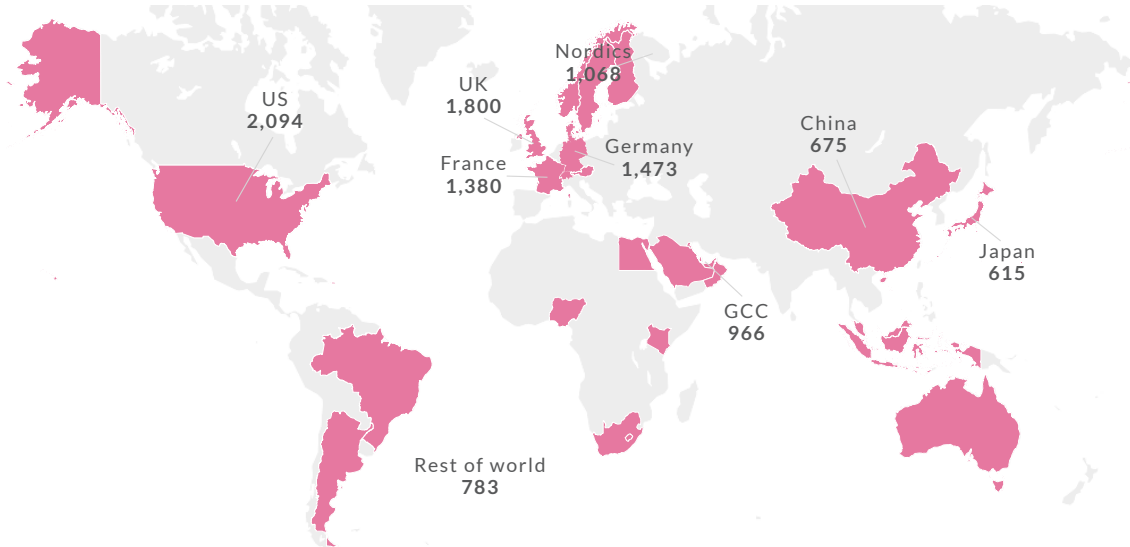 Nordics
1,068
UK
1,800
US
2,094
China
675
Germany
1,473
France
1,380
Japan
615
GCC
966
Rest of world
783